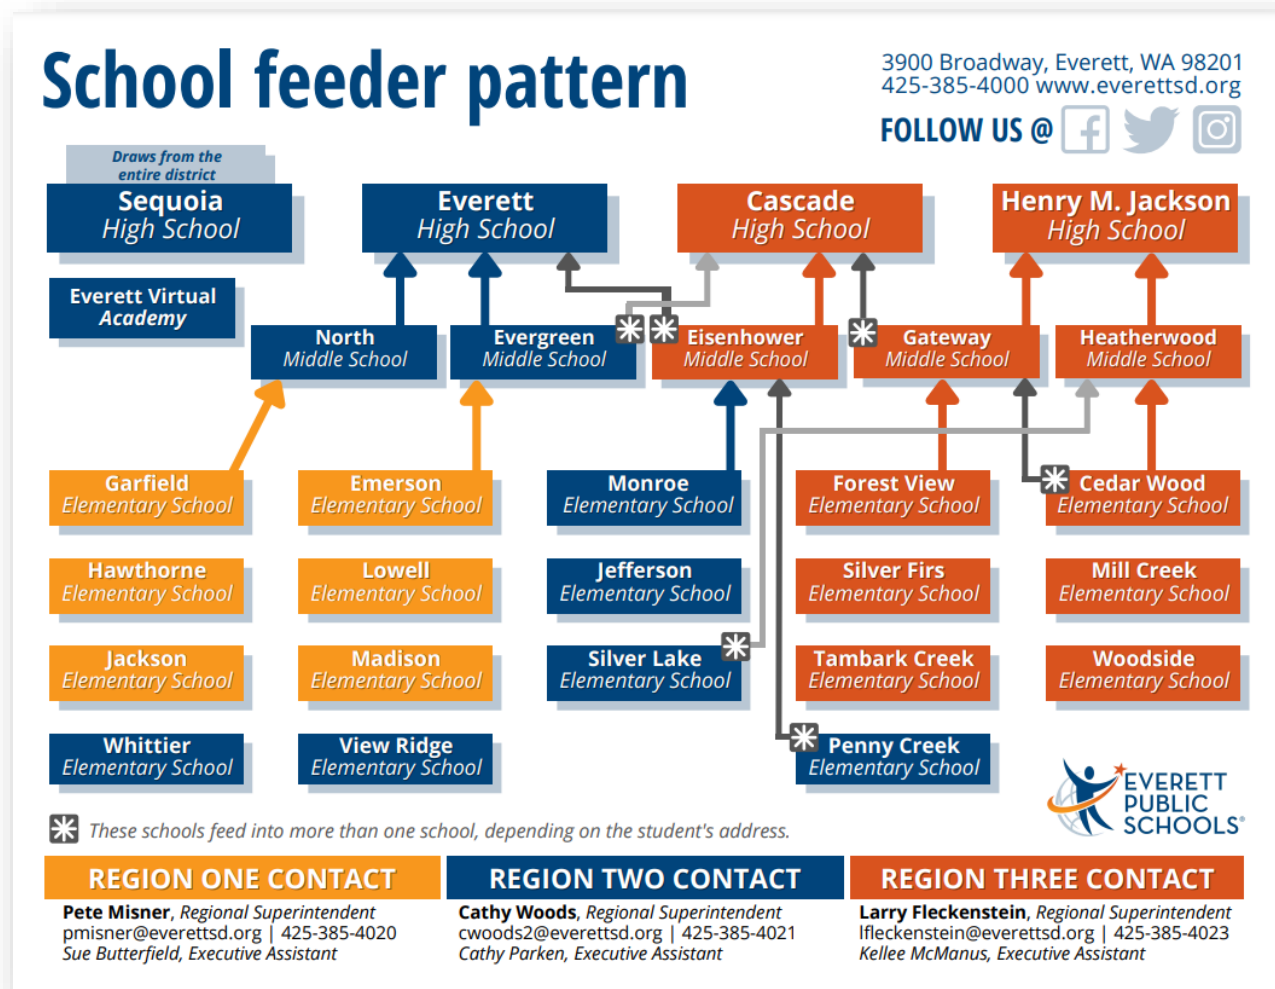 School feeder pattern
3900 Broadway, Everett, WA 98201
425-385-4000 www.everettsd.org
FOLLOW US @
Draws from the
entire district
Sequoia
High School
Everett
High School
Cascade
High School
Henry M. Jackson
High School
Everett Virtual
Academy
North
Middle School
Evergreen
Middle School
Eisenhower
Middle School
Gateway
Middle School
Heatherwood
Middle School
Garfield
Elementary School
Emerson
Elementary School
Monroe
Elementary School
Forest View
Elementary School
Cedar Wood
Elementary School
Hawthorne
Elementary School
Lowell
Elementary School
Jefferson
Elementary School
Silver Firs
Elementary School
Mill Creek
Elementary School
Jackson
Elementary School
Madison
Elementary School
Silver Lake
Elementary School
Tambark Creek
Elementary School
Woodside
Elementary School
Whittier
Elementary School
View Ridge
Elementary School
Penny Creek
Elementary School
EVERETT
PUBLIC
SCHOOLS®
These schools feed into more than one school, depending on the student's address.
REGION ONE CONTACT
Pete Misner, Regional Superintendent
pmisner@everettsd.org | 425-385-4020
Sue Butterfield, Executive Assistant
REGION TWO CONTACT
Cathy Woods, Regional Superintendent
cwoods2@everettsd.org | 425-385-4021
Cathy Parken, Executive Assistant
REGION THREE CONTACT
Larry Fleckenstein, Regional Superintendent
lfleckenstein@everettsd.org | 425-385-4023
Kellee McManus, Executive Assistant